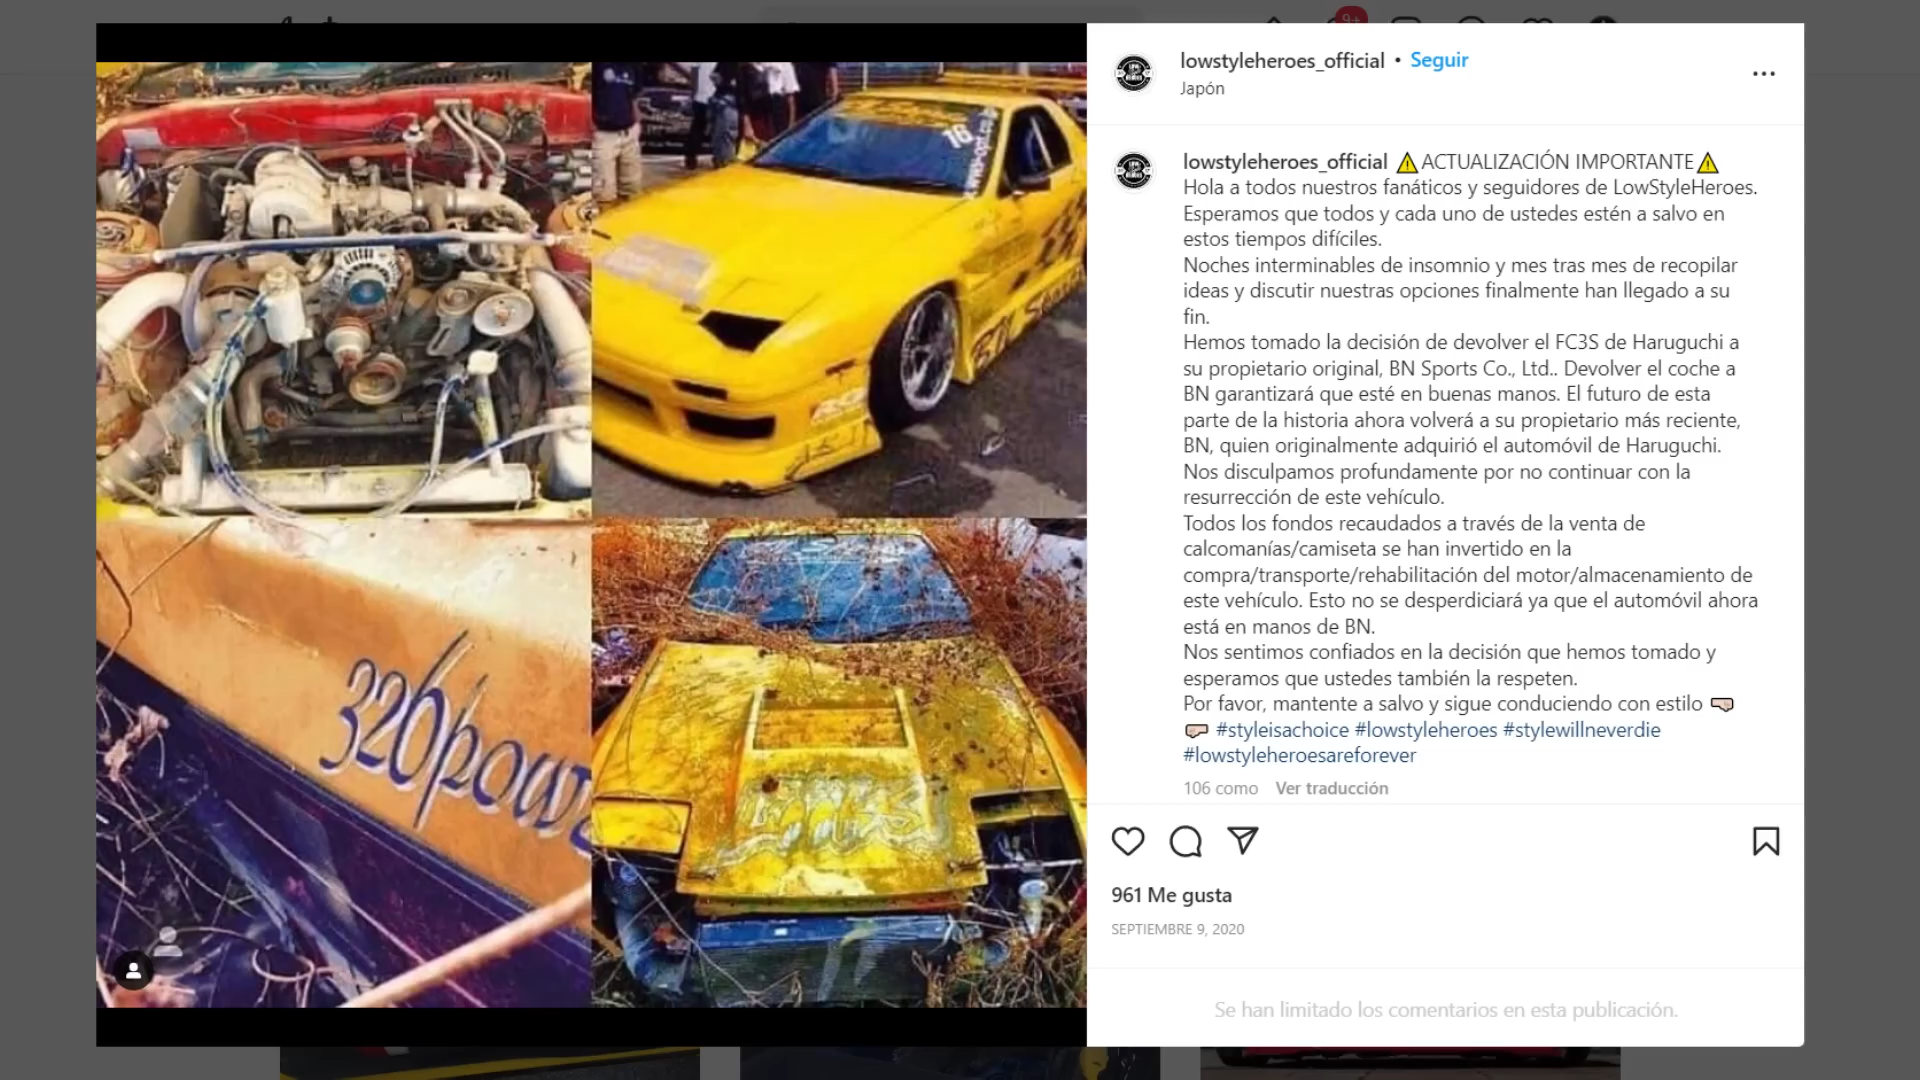 9+
lowstyleheroes_official • Seguir
Japón
lowstyleheroes_official ⚠ACTUALIZACIÓN IMPORTANTE⚠
Hola a todos nuestros fanáticos y seguidores de LowStyleHeroes.
Esperamos que todos y cada uno de ustedes estén a salvo en
estos tiempos difíciles.
Noches interminables de insomnio y mes tras mes de recopilar
ideas y discutir nuestras opciones finalmente han llegado a su
fin.
Hemos tomado la decisión de devolver el FC3S de Haruguchi a
su propietario original, BN Sports Co., Ltd.. Devolver el coche a
BN garantizará que esté en buenas manos. El futuro de esta
parte de la historia ahora volverá a su propietario más reciente,
BN, quien originalmente adquirió el automóvil de Haruguchi.
Nos disculpamos profundamente por no continuar con la
resurrección de este vehículo.
Todos los fondos recaudados a través de la venta de
calcomanías/camiseta se han invertido en la
compra/transporte/rehabilitación del motor/almacenamiento de
este vehículo. Esto no se desperdiciará ya que el automóvil ahora
está en manos de BN.
Nos sentimos confiados en la decisión que hemos tomado y
esperamos que ustedes también la respeten.
Por favor, mantente a salvo y sigue conduciendo con estilo
#styleisachoice #lowstyleheroes #stylewillneverdie
#lowstyleheroesareforever
106 como Ver traducción
961 Me gusta
SEPTIEMBRE 9, 2020
Se han limitado los comentarios en esta publicación.
16
326pow